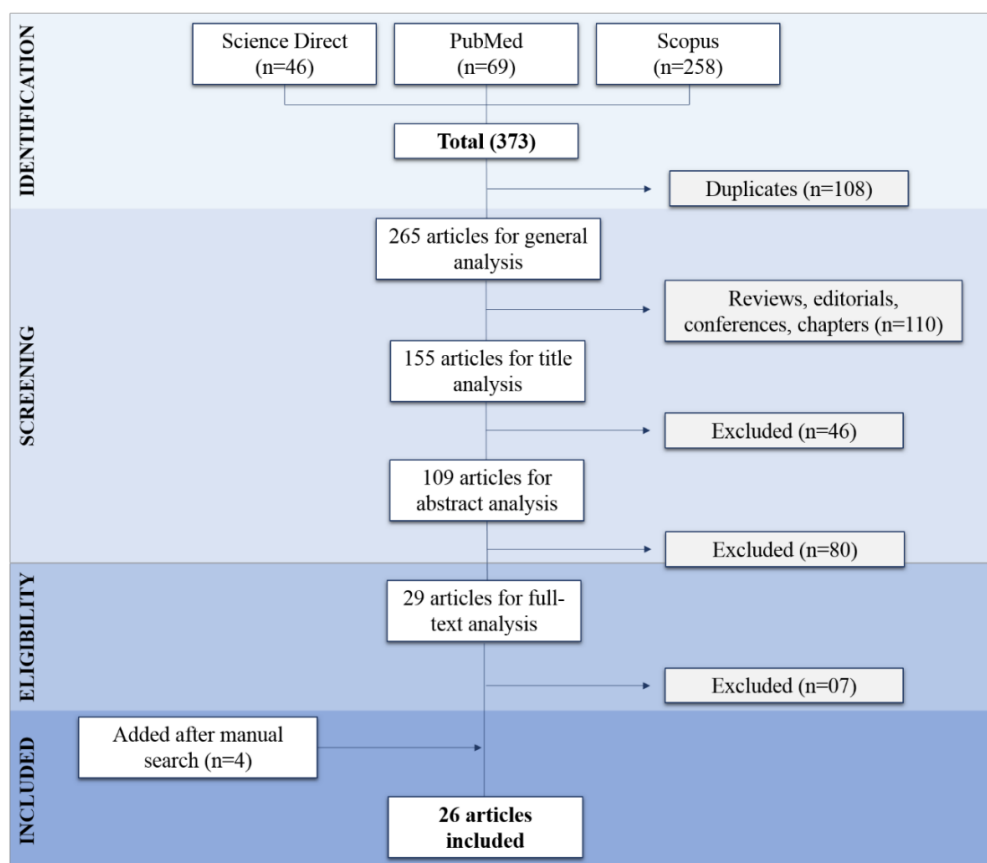 IDENTIFICATION
Science Direct
(n=46)
PubMed
(n=69)
Scopus
(n=258)
Total (373)
Duplicates (n=108)
SCREENING
265 articles for general
analysis
Reviews, editorials,
conferences, chapters (n=110)
155 articles for title
analysis
Excluded (n=46)
109 articles for
abstract analysis
Excluded (n=80)
ELIGIBILITY
29 articles for full-
text analysis
Excluded (n=07)
INCLUDED
Added after manual
search (n=4)
26 articles
included